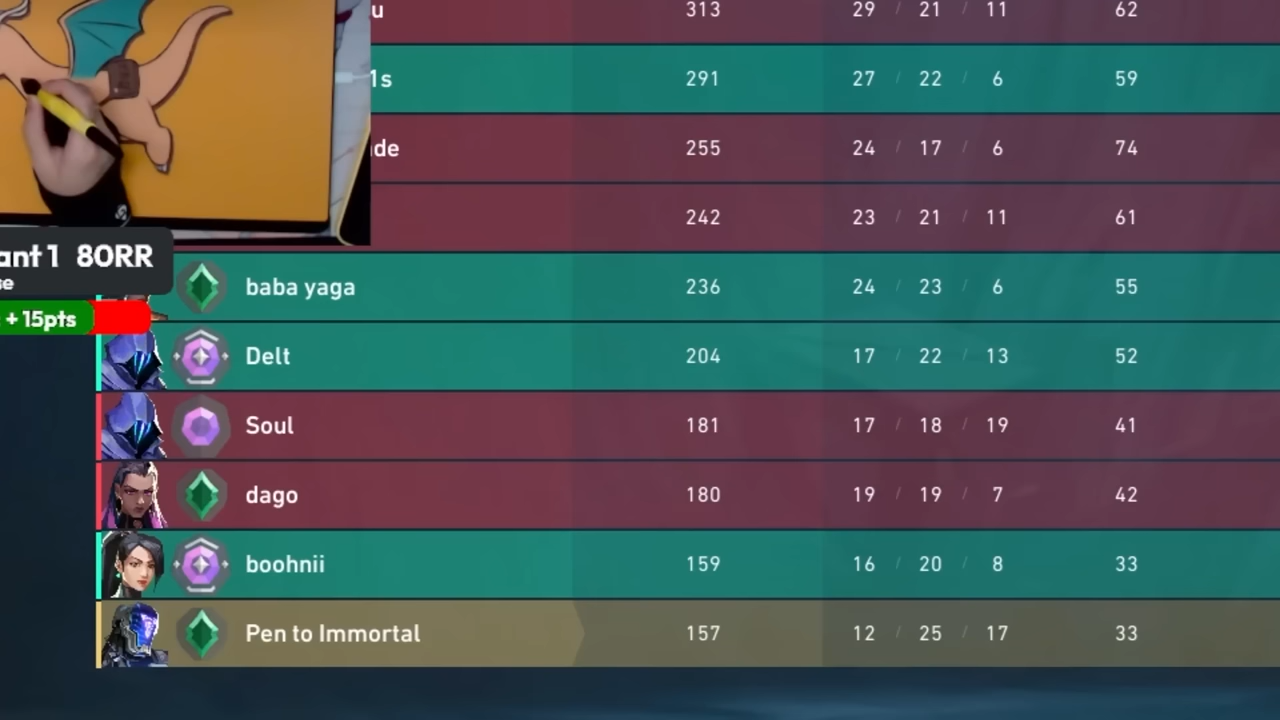 u 313 29 / 21 / 11 62
1s 291 27 / 22 / 6 59
de 255 24 / 17 / 6 74
242 23 / 21 / 11 61
ant 1 80RR
se
+15pts
baba yaga 236 24 / 23 / 6 55
Delt 204 17 / 22 / 13 52
Soul 181 17 / 18 / 19 41
dago 180 19 / 19 / 7 42
boohnii 159 16 / 20 / 8 33
Pen to Immortal 157 12 / 25 / 17 33